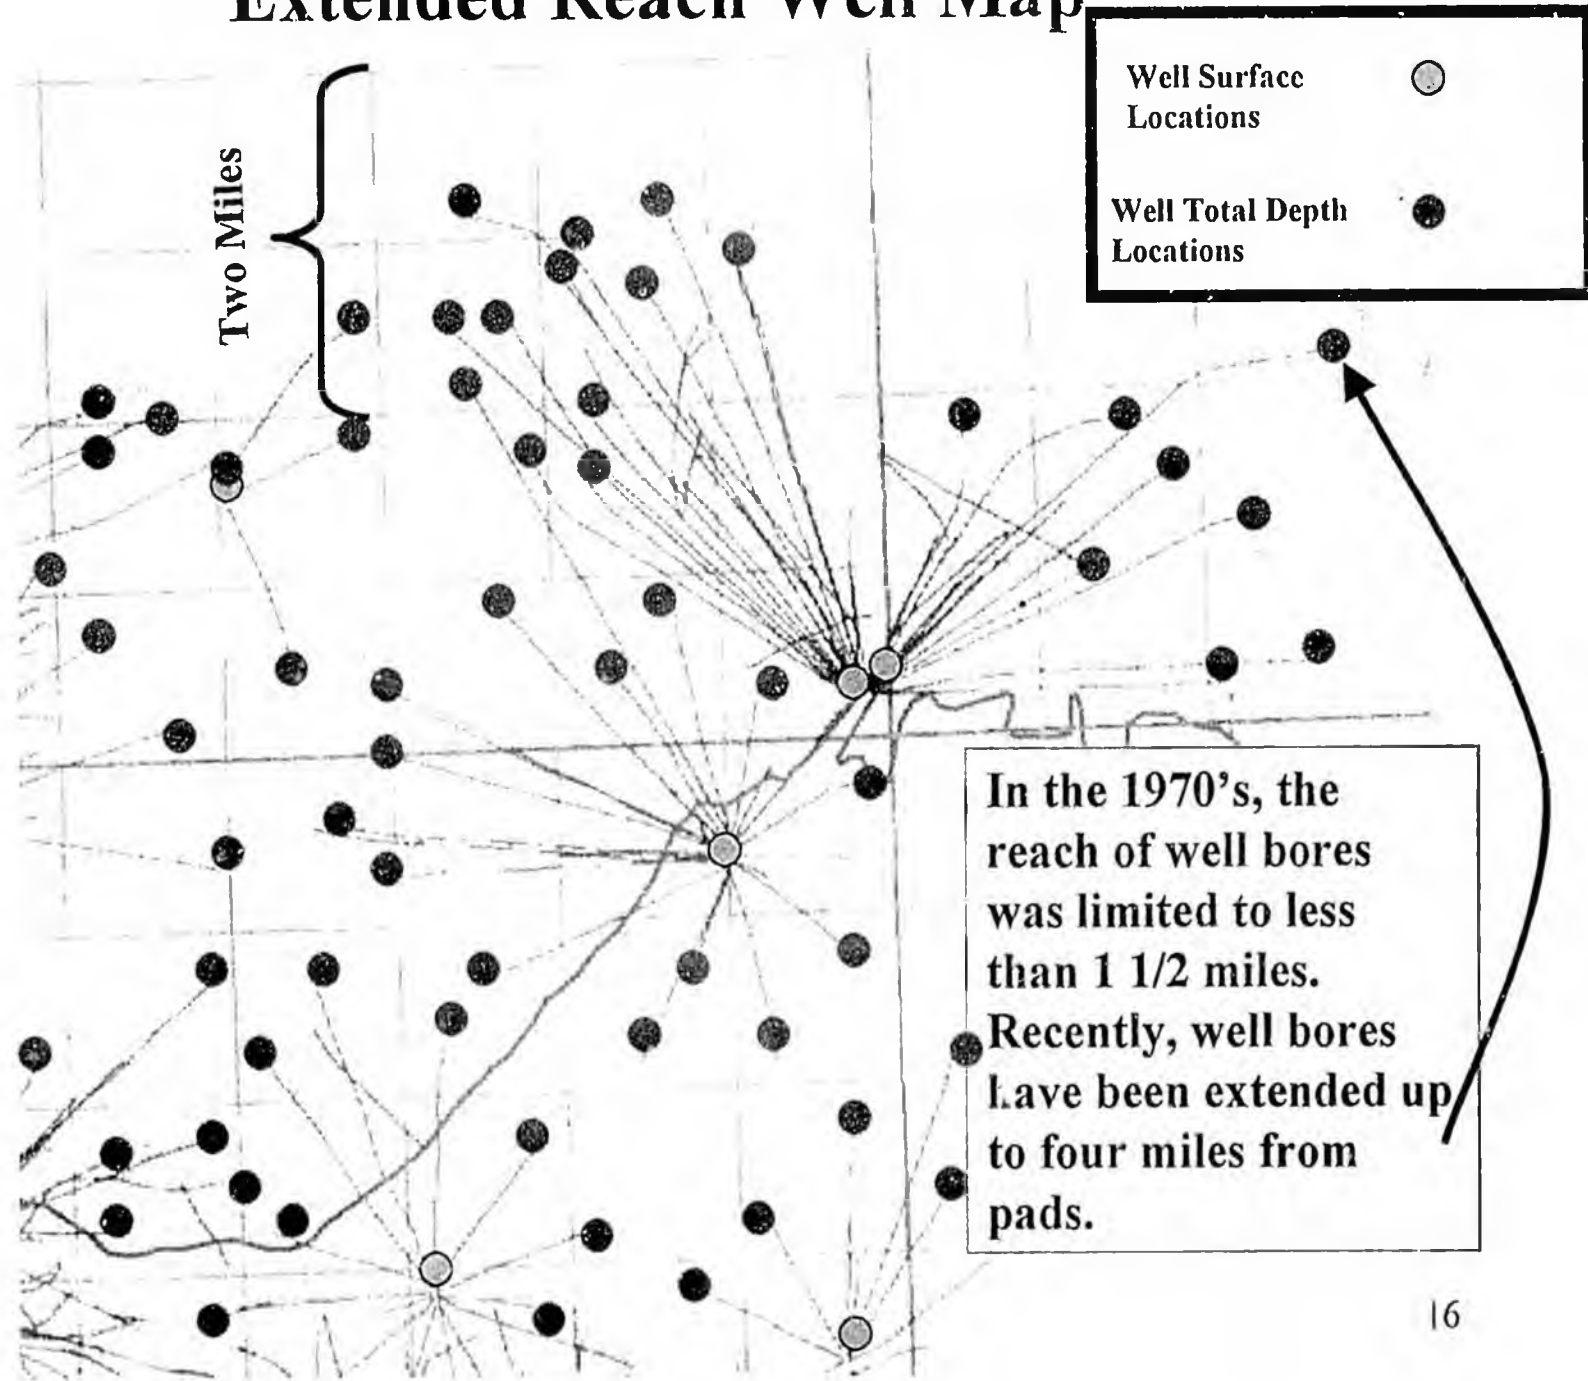 Extended Reach Well Map
Well Surface
Locations
Well Total Depth
Locations
Two Miles
In the 1970's, the
reach of well bores
was limited to less
than 1 1/2 miles.
Recently, well bores
have been extended up
to four miles from
pads.
16